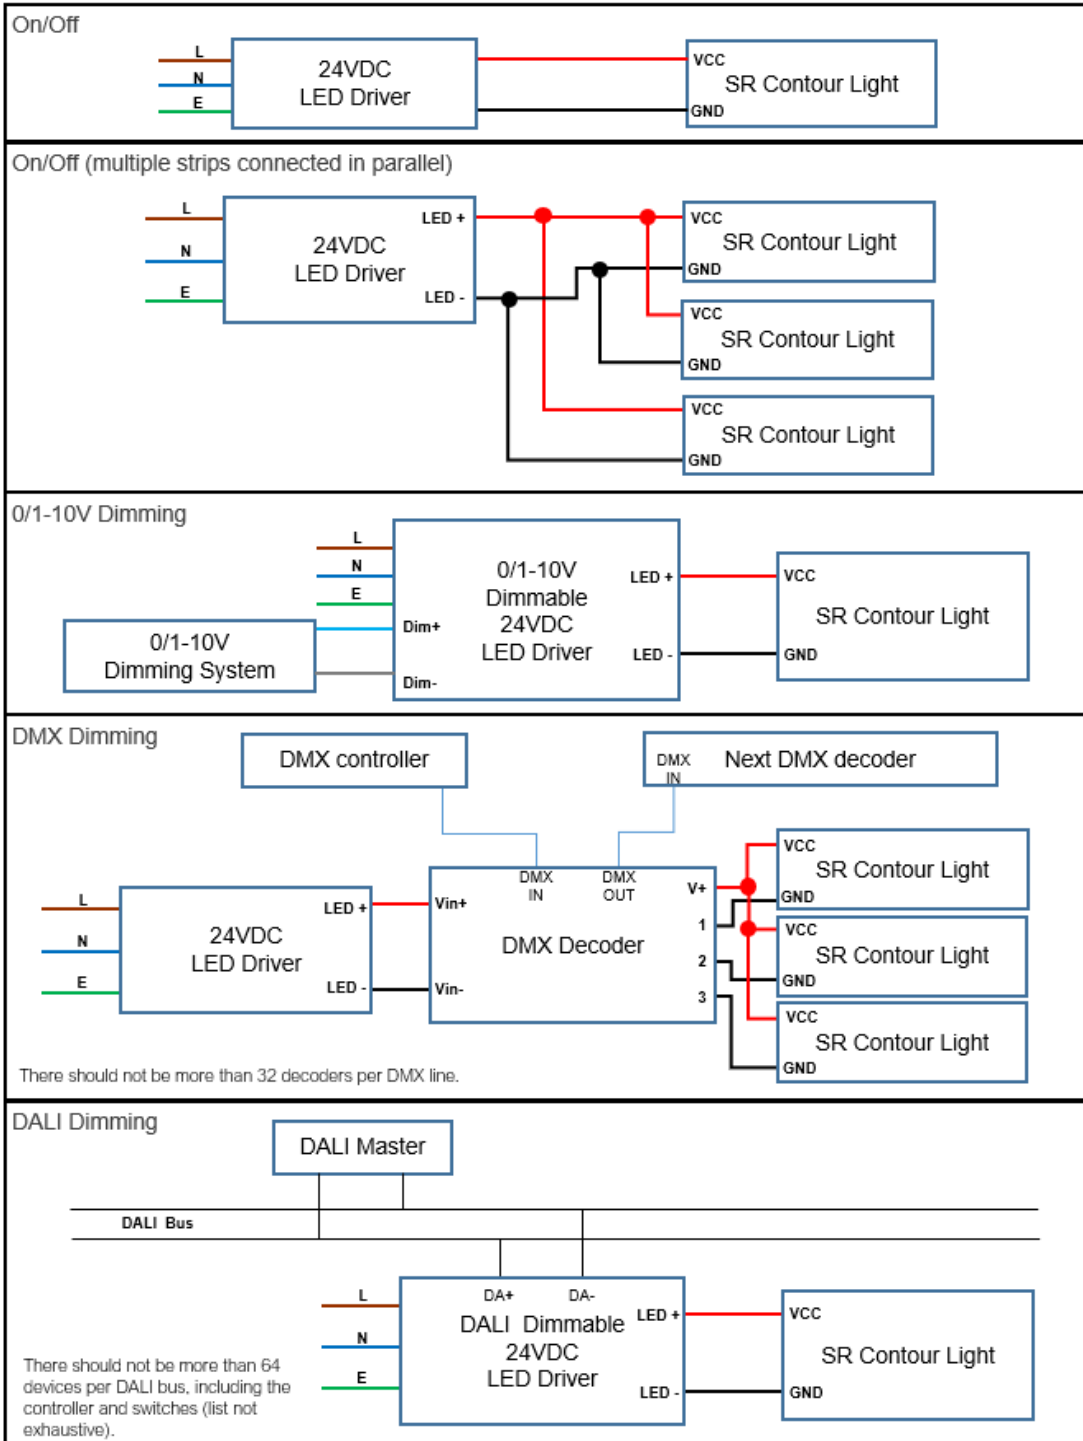 On/Off
L
N
E
24VDC
LED Driver
VCC
SR Contour Light
GND
On/Off (multiple strips connected in parallel)
L
N
E
24VDC
LED Driver
LED +
LED -
VCC
SR Contour Light
GND
VCC
SR Contour Light
GND
VCC
SR Contour Light
GND
0/1-10V Dimming
L
N
E
0/1-10V
Dimming System
Dim+
Dim-
0/1-10V
Dimmable
24VDC
LED Driver
LED +
LED -
VCC
SR Contour Light
GND
DMX Dimming
DMX controller
DMX
IN
Next DMX decoder
L
N
E
24VDC
LED Driver
LED +
LED -
Vin+
Vin-
DMX
IN
DMX
OUT
DMX Decoder
V+
1
2
3
VCC
SR Contour Light
GND
VCC
SR Contour Light
GND
VCC
SR Contour Light
GND
There should not be more than 32 decoders per DMX line.
DALI Dimming
DALI Master
DALI Bus
L
N
E
DA+
DA-
DALI Dimmable
24VDC
LED Driver
LED +
LED -
VCC
SR Contour Light
GND
There should not be more than 64
devices per DALI bus, including the
controller and switches (list not
exhaustive).